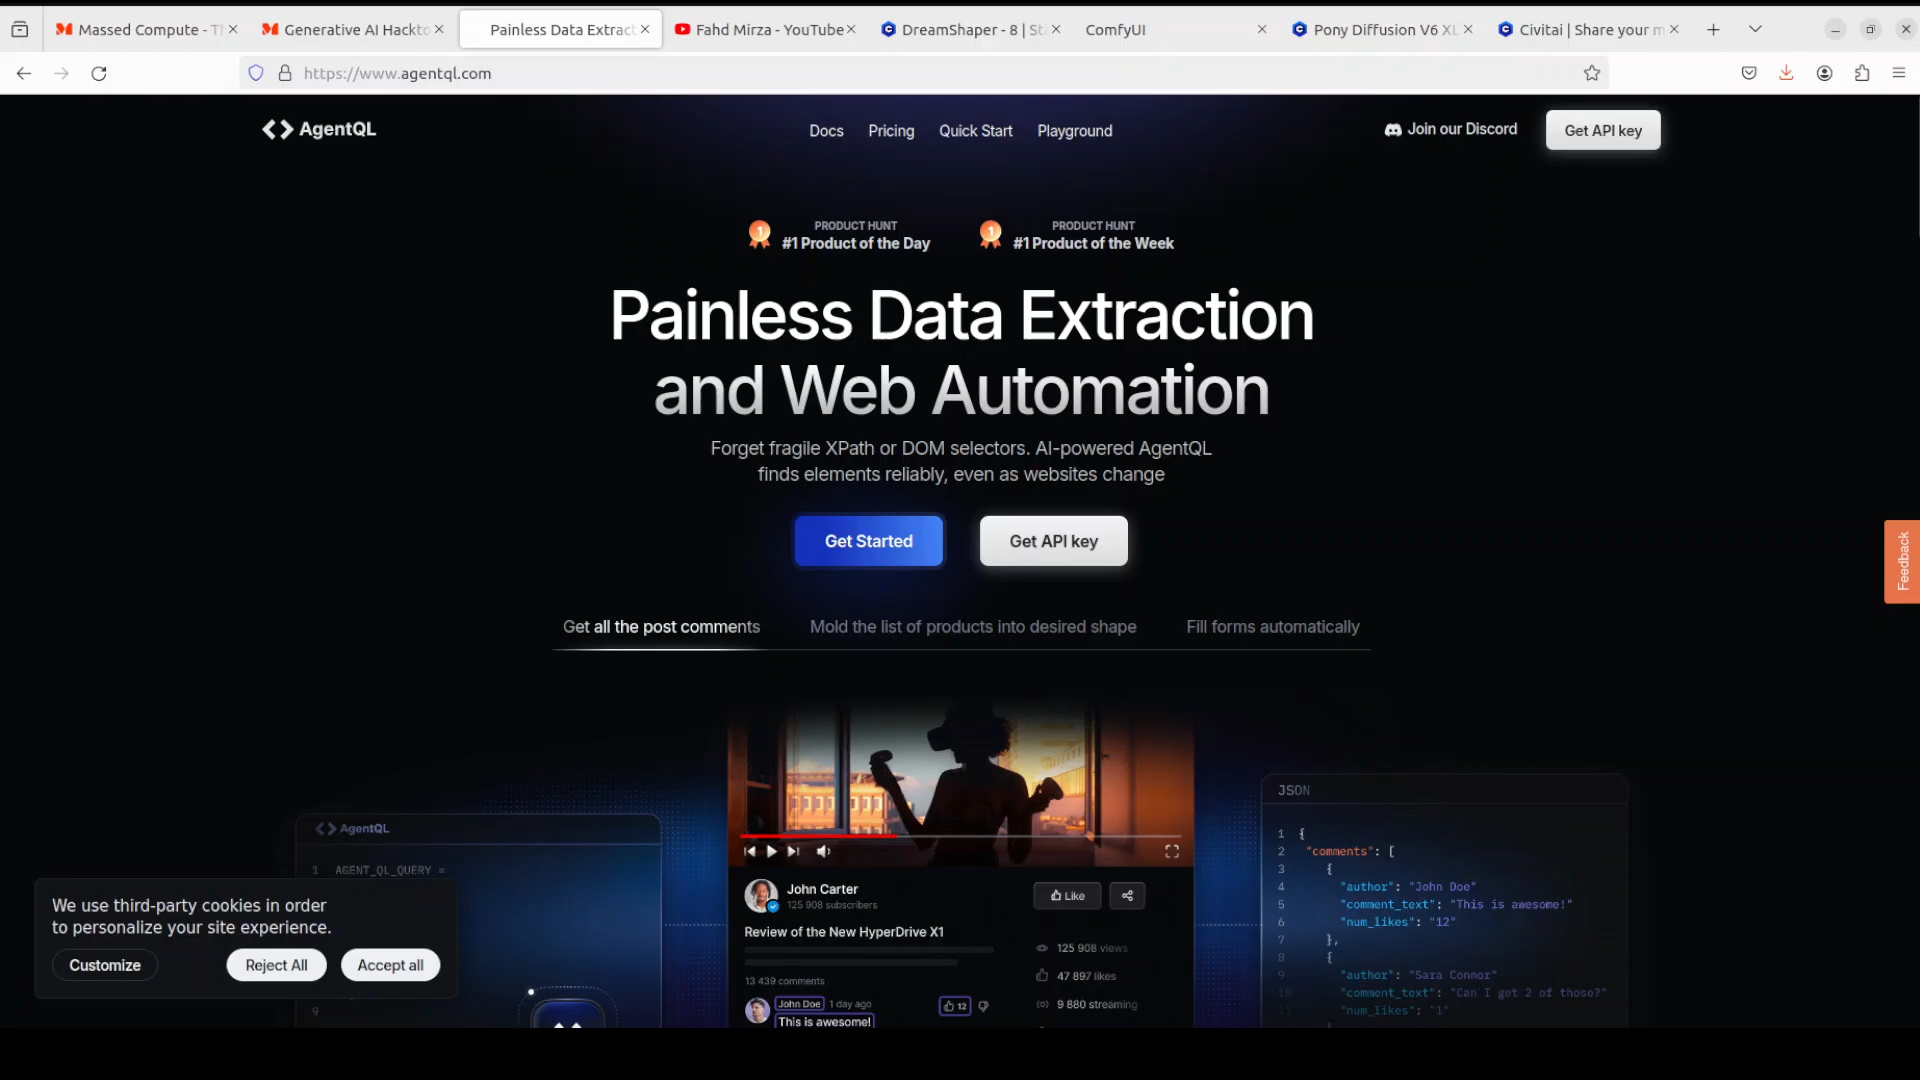 Massed Compute - Th
Generative AI Hackto
Painless Data Extract
Fahd Mirza - YouTube
DreamShaper - 8 | Sta
ComfyUI
Pony Diffusion V6 XL
Civitai | Share your m
https://www.agentql.com
AgentQL
Docs
Pricing
Quick Start
Playground
Join our Discord
Get API key
PRODUCT HUNT
#1 Product of the Day
PRODUCT HUNT
#1 Product of the Week
Painless Data Extraction
and Web Automation
Forget fragile XPath or DOM selectors. AI-powered AgentQL
finds elements reliably, even as websites change
Get Started
Get API key
Feedback
Get all the post comments
Mold the list of products into desired shape
Fill forms automatically
AgentQL
1 AGENT_QL_QUERY =
9
We use third-party cookies in order
to personalize your site experience.
Customize
Reject All
Accept all
John Carter
125 908 subscribers
Like
Review of the New HyperDrive X1
125 908 views
47 897 likes
13 439 comments
9 880 streaming
John Doe 1 day ago
12
This is awesome!
JSON
1 {
2 "comments": [
3 {
4 "author": "John Doe"
5 "comment_text": "This is awesome!"
6 "num_likes": "12"
7 },
8 {
9 "author": "Sara Connor"
10 "comment_text": "Can I get 2 of those?"
11 "num_likes": "1"